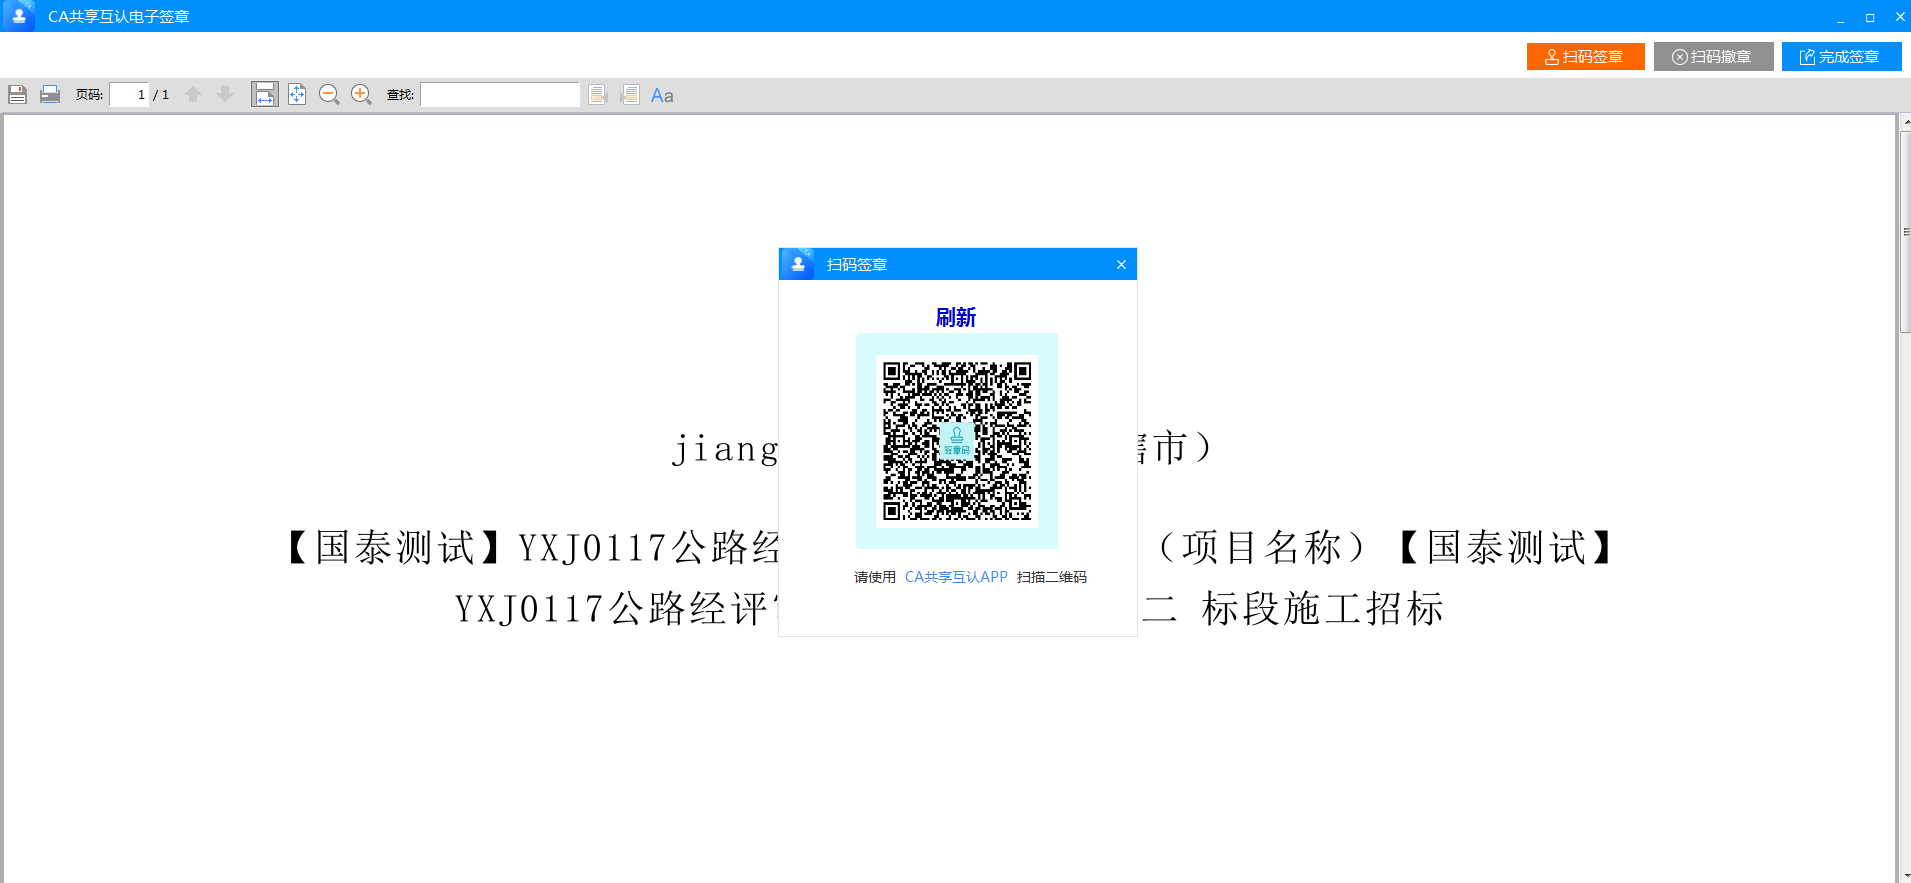 CA共享互认电子签章
扫码签章 扫码撤章 完成签章
页码: 1 / 1 查找: Aa
扫码签章
刷新
签章码
请使用 CA共享互认APP 扫描二维码
jiang 辖市）
【国泰测试】YXJ0117公路经 （项目名称）【国泰测试】
YXJ0117公路经评 二 标段施工招标